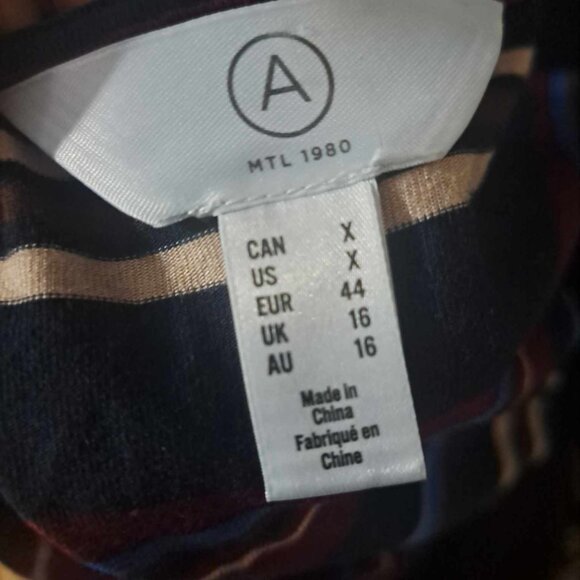 A
MTL 1980
CAN X
US X
EUR 44
UK 16
AU 16
Made in
China
Fabriqué en
Chine